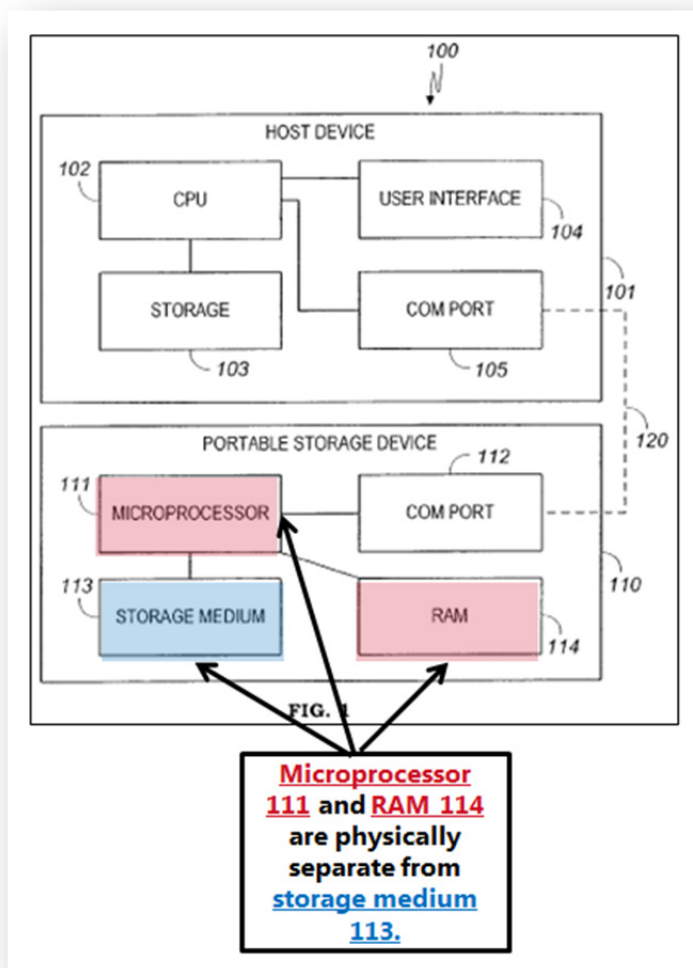 100
HOST DEVICE
102
CPU
USER INTERFACE
104
101
STORAGE
COM PORT
103
105
120
PORTABLE STORAGE DEVICE
111
112
MICROPROCESSOR
COM PORT
110
113
STORAGE MEDIUM
RAM
114
FIG. 1
Microprocessor
111 and RAM 114
are physically
separate from
storage medium
113.